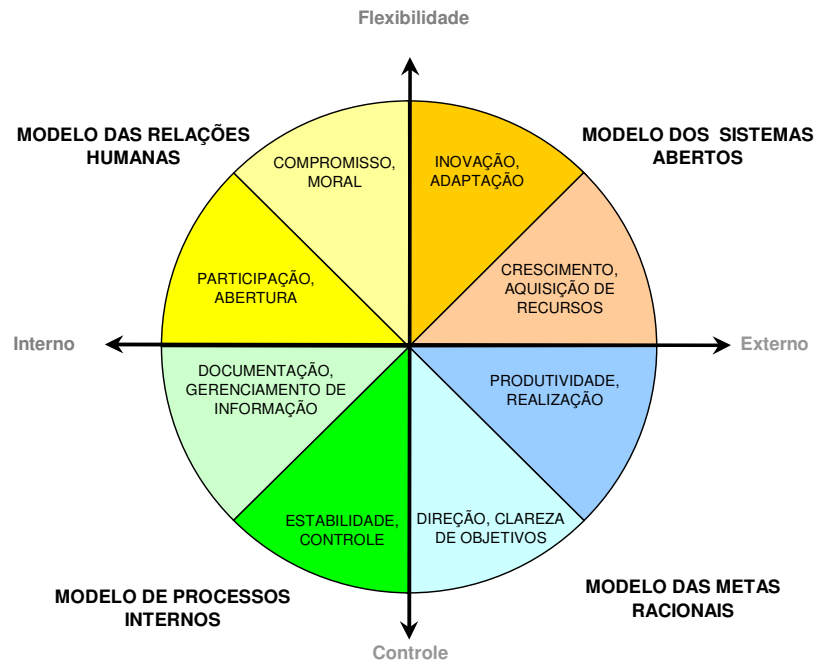 Flexibilidade
MODELO DAS RELAÇÕES
HUMANAS
MODELO DOS SISTEMAS
ABERTOS
COMPROMISSO,
MORAL
INOVAÇÃO,
ADAPTAÇÃO
PARTICIPAÇÃO,
ABERTURA
CRESCIMENTO,
AQUISIÇÃO DE
RECURSOS
Interno
Externo
DOCUMENTAÇÃO,
GERENCIAMENTO DE
INFORMAÇÃO
PRODUTIVIDADE,
REALIZAÇÃO
ESTABILIDADE,
CONTROLE
DIREÇÃO, CLAREZA
DE OBJETIVOS
MODELO DE PROCESSOS
INTERNOS
MODELO DAS METAS
RACIONAIS
Controle